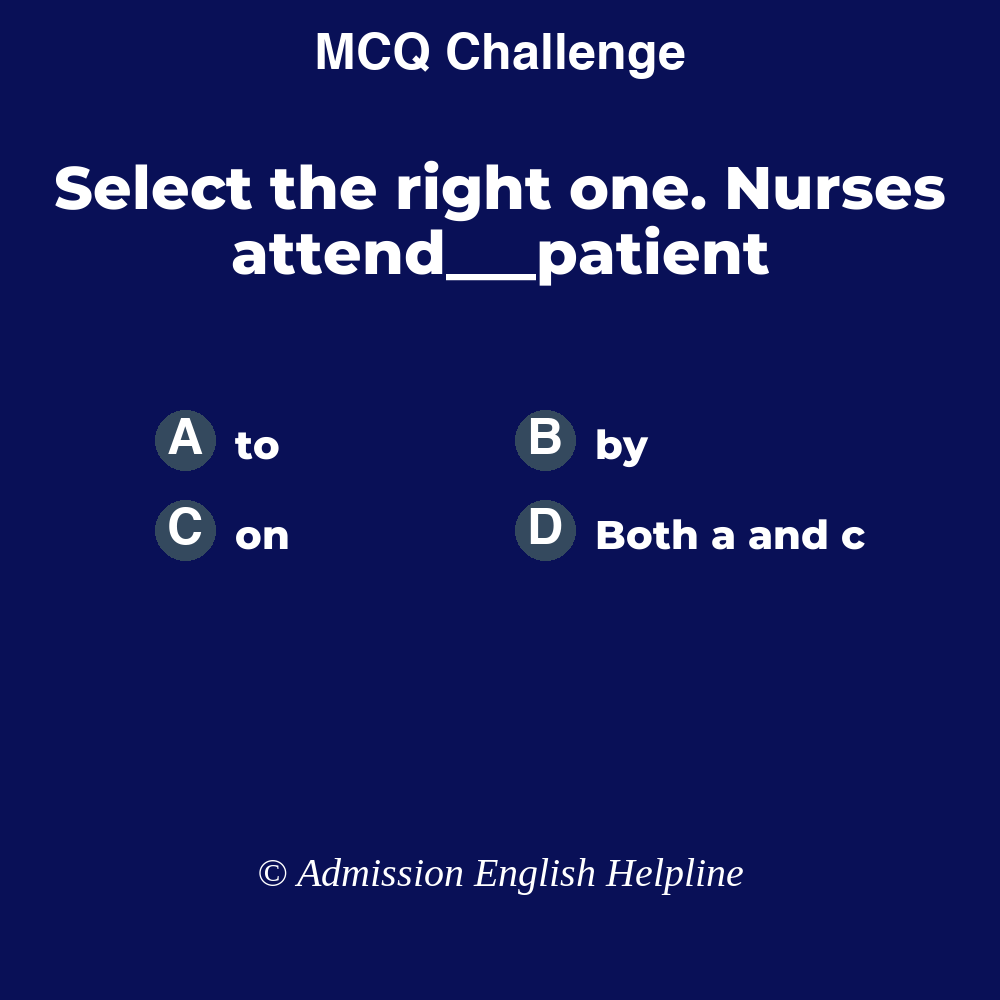 MCQ Challenge
Select the right one. Nurses
attend___patient
A to
B by
C on
D Both a and c
© Admission English Helpline